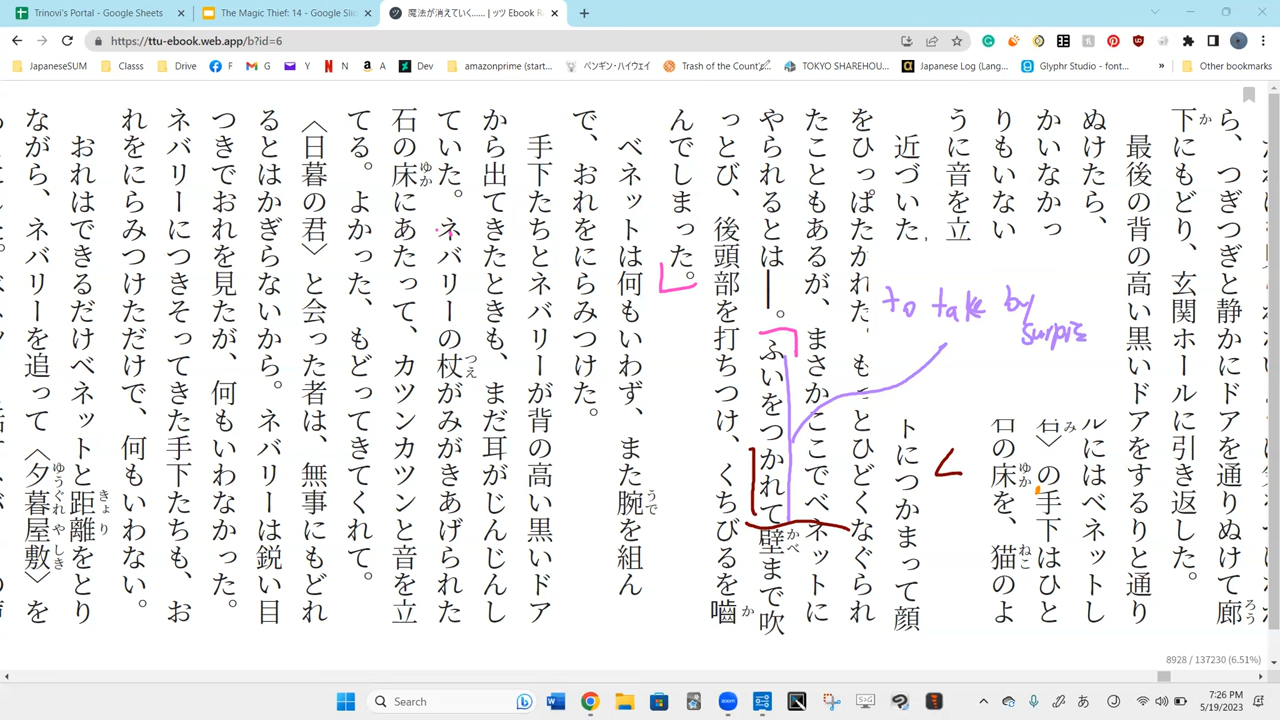 Trinovi's Portal - Google Sheets
The Magic Thief: 14 - Google Slid
魔法が消えていく…… | ッツ Ebook Re
https://ttu-ebook.web.app/b?id=6
JapaneseSUM
Classs
Drive
F
G
Y
N
A
Dev
amazonprime (start...
ペンギン・ハイウェイ
Trash of the County...
TOKYO SHAREHOU...
Japanese Log (Lang...
Glyphr Studio - font...
Other bookmarks
ら、つぎつぎと静かにドアを通りぬけて廊
下にもどり、玄関ホールに引き返した。
最後の背の高い黒いドアをするりと通り
ぬけたら、 ルにはベネットし
かいなかっ 〉の手下はひと
りもいない 石の床を、猫のよ
うに音を立
近づいた トにつかまって顔
をひっぱたかれた とひどくなぐられ
たこともあるが、まさかここでベネットに
やられるとは――。ふいをつかれて壁まで吹
っとび、後頭部を打ちつけ、くちびるを嚙
んでしまった。
ベネットは何もいわず、また腕を組ん
で、おれをにらみつけた。
手下たちとネバリーが背の高い黒いドア
から出てきたときも、まだ耳がじんじんし
ていた。ネバリーの杖がみがきあげられた
石の床にあたって、カツンカツンと音を立
てる。よかった、もどってきてくれて。
〈日暮の君〉と会った者は、無事にもどれ
るとはかぎらないから。ネバリーは鋭い目
つきでおれを見たが、何もいわなかった。
ネバリーにつきそってきた手下たちも、お
れをにらみつけただけで、何もいわない。
おれはできるだけベネットと距離をとり
ながら、ネバリーを追って〈夕暮屋敷〉を
to take by
surpris
8928 / 137230 (6.51%)
Search
7:26 PM
5/19/2023